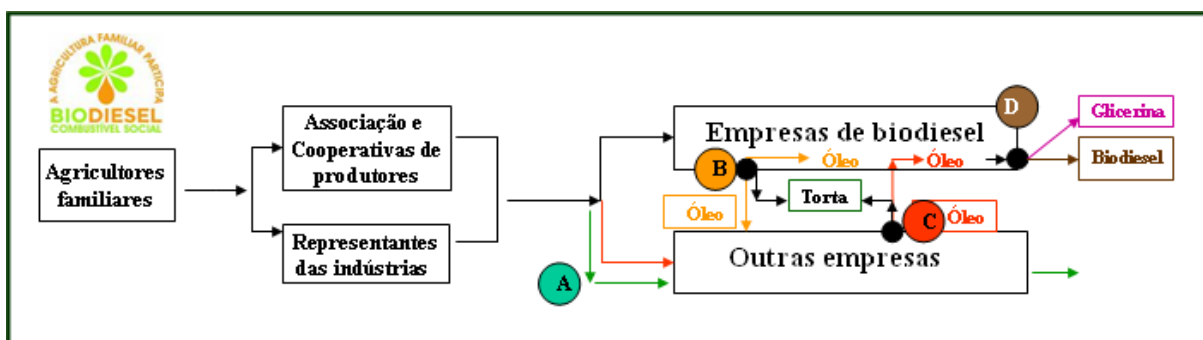 A AGRICULTURA FAMILIAR PARTICIPA
BIODIESEL
COMBUSTÍVEL SOCIAL
Agricultores
familiares
Associação e
Cooperativas de
produtores
Representantes
das indústrias
Empresas de biodiesel
D
Glicerina
Biodiesel
B
Óleo
Óleo
Torta
Óleo
C
Óleo
Outras empresas
A